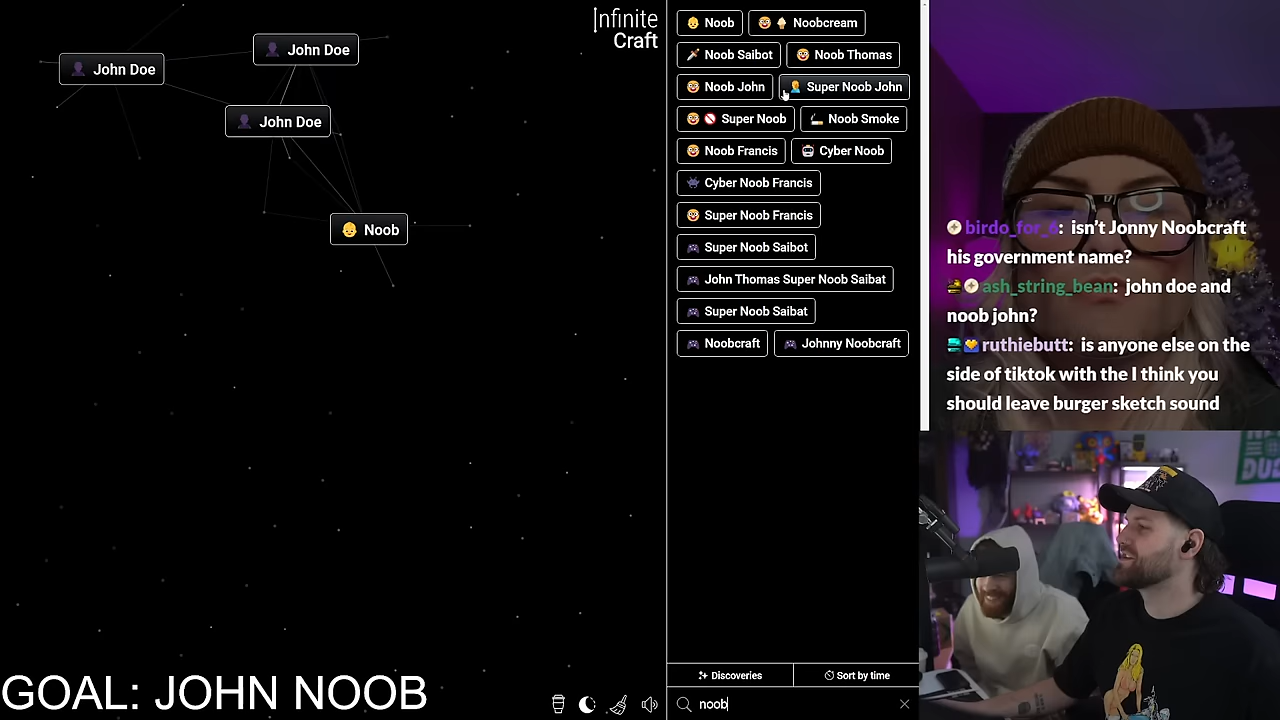 John Doe
John Doe
John Doe
Noob
Infinite
Craft
Noob
Noobcream
Noob Saibot
Noob Thomas
Noob John
Super Noob John
Super Noob
Noob Smoke
Noob Francis
Cyber Noob
Cyber Noob Francis
Super Noob Francis
Super Noob Saibot
John Thomas Super Noob Saibat
Super Noob Saibat
Noobcraft
Johnny Noobcraft
Discoveries
Sort by time
noob
GOAL: JOHN NOOB
birdo_for_6: isn't Jonny Noobcraft
his government name?
ash_string_bean: john doe and
noob john?
ruthiebutt: is anyone else on the
side of tiktok with the I think you
should leave burger sketch sound